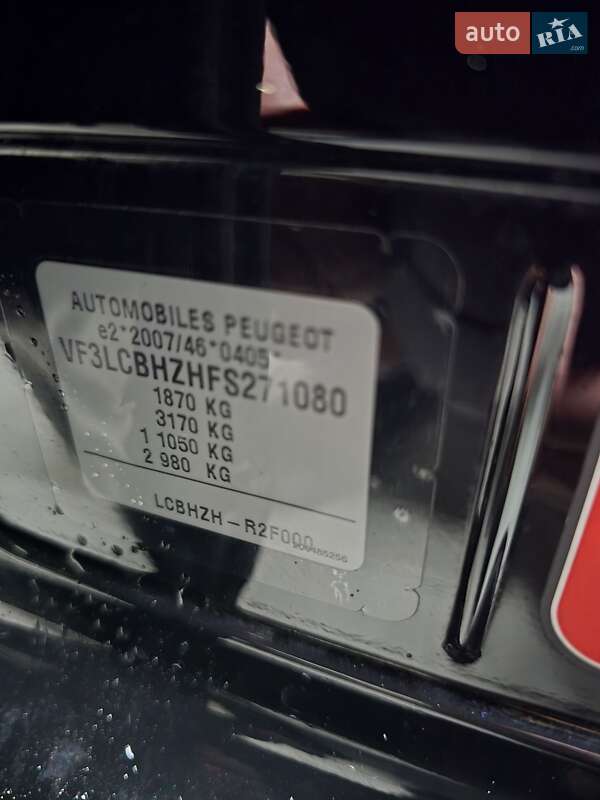 auto RIA .com
AUTOMOBILES PEUGEOT
e2*2007/46*0405*
VF3LCBHZHFS271080
1870 KG
3170 KG
1 1050 KG
2 980 KG
LCBHZH - R2F000